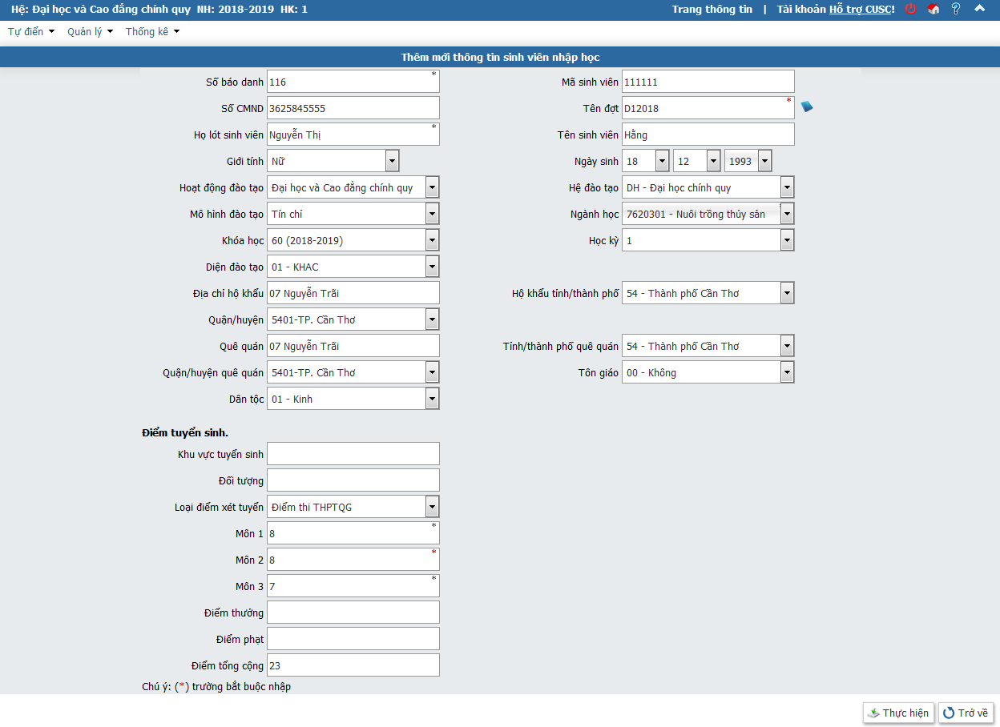 Hệ: Đại học và Cao đẳng chính quy NH: 2018-2019 HK: 1 Trang thông tin | Tài khoản Hỗ trợ CUSC!
Tự điển Quản lý Thống kê
Thêm mới thông tin sinh viên nhập học
Số báo danh 116 * Mã sinh viên 111111
Số CMND 3625845555 Tên đợt D12018 *
Họ lót sinh viên Nguyễn Thị * Tên sinh viên Hằng
Giới tính Nữ Ngày sinh 18 12 1993
Hoạt động đào tạo Đại học và Cao đẳng chính quy Hệ đào tạo DH - Đại học chính quy
Mô hình đào tạo Tín chỉ Ngành học 7620301 - Nuôi trồng thủy sản
Khóa học 60 (2018-2019) Học kỳ 1
Diện đào tạo 01 - KHAC
Địa chỉ hộ khẩu 07 Nguyễn Trãi Hộ khẩu tỉnh/thành phố 54 - Thành phố Cần Thơ
Quận/huyện 5401-TP. Cần Thơ
Quê quán 07 Nguyễn Trãi Tỉnh/thành phố quê quán 54 - Thành phố Cần Thơ
Quận/huyện quê quán 5401-TP. Cần Thơ Tôn giáo 00 - Không
Dân tộc 01 - Kinh
Điểm tuyển sinh.
Khu vực tuyển sinh
Đối tượng
Loại điểm xét tuyển Điểm thi THPTQG
Môn 1 8 *
Môn 2 8 *
Môn 3 7 *
Điểm thưởng
Điểm phạt
Điểm tổng cộng 23
Chú ý: (*) trường bắt buộc nhập
Thực hiện Trở về